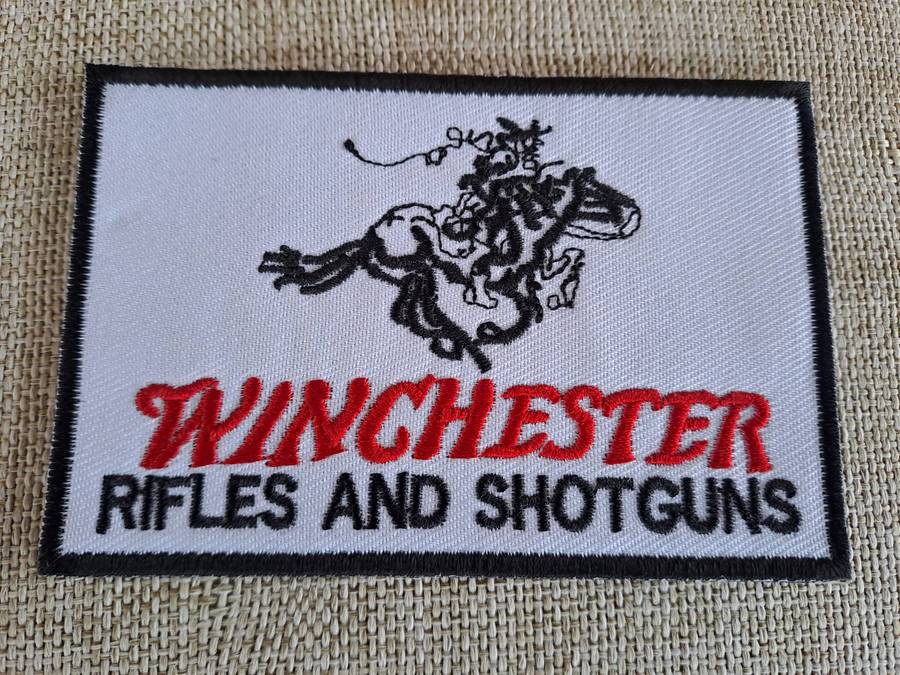 WINCHESTER
RIFLES AND SHOTGUNS